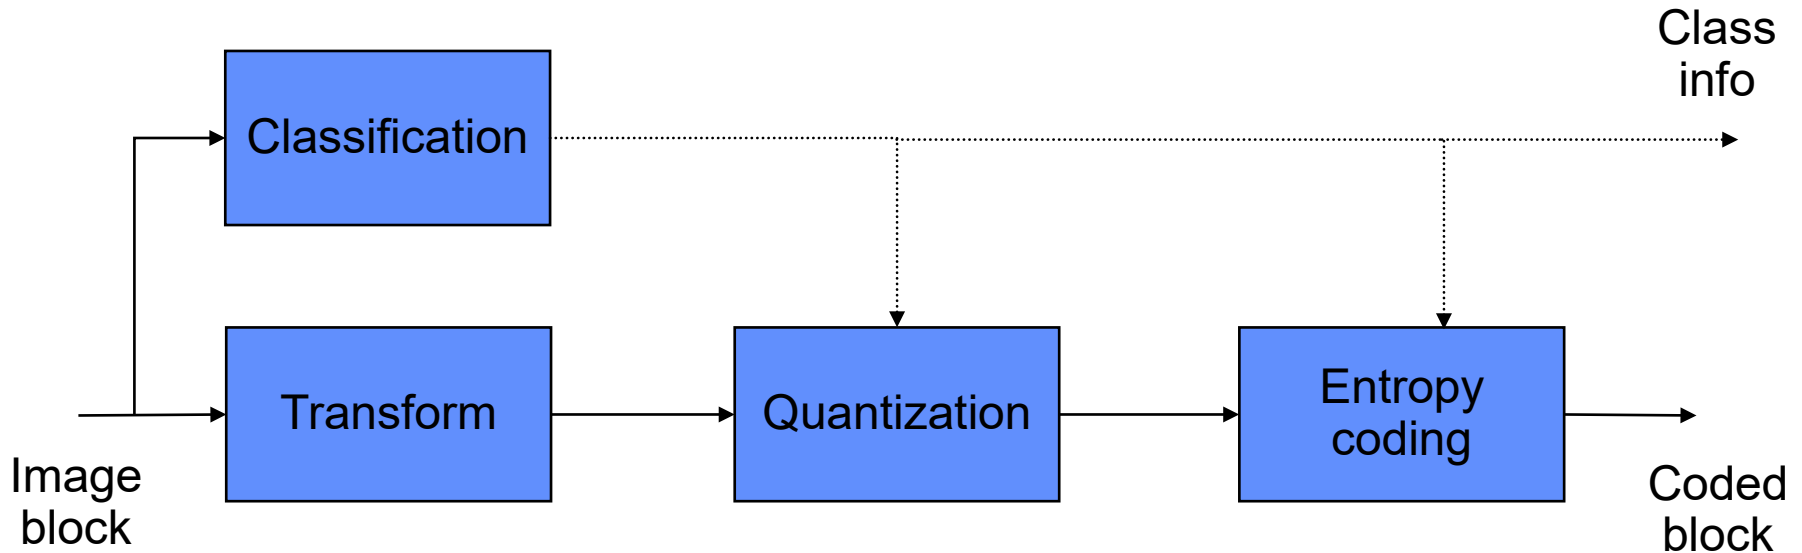 Class
info
Classification
Transform
Quantization
Entropy
coding
Image
block
Coded
block